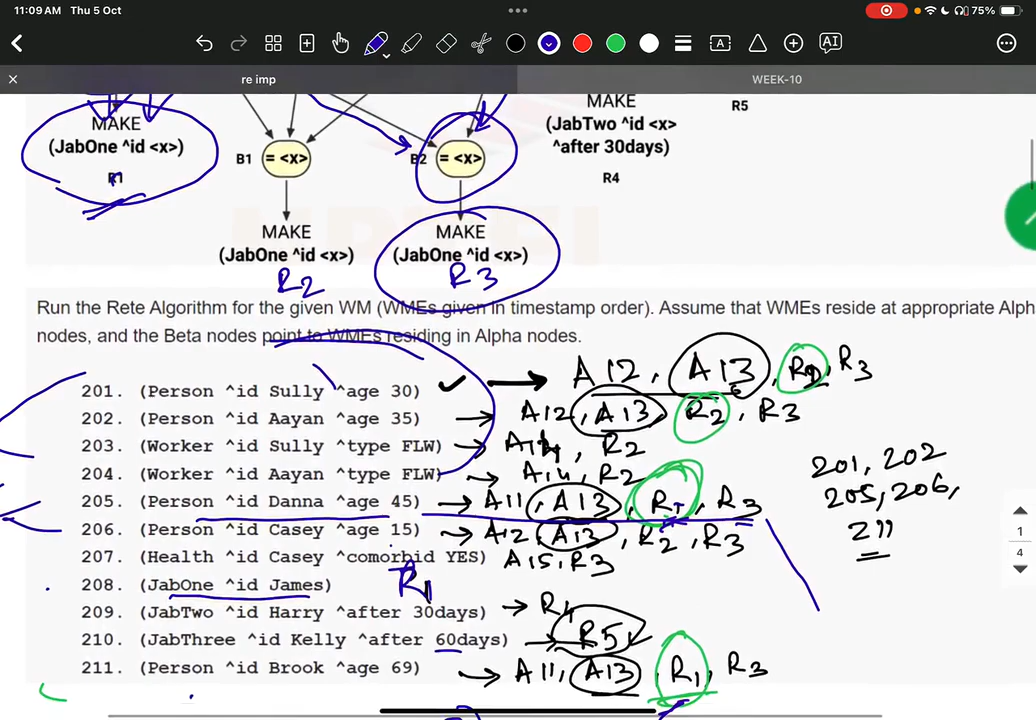 11:09 AM Thu 5 Oct
75%
re imp
WEEK-10
MAKE
(JabOne ^id <x>)
R1
B1
= <x>
B2
= <x>
MAKE
(JabTwo ^id <x>
^after 30days)
R4
R5
MAKE
(JabOne ^id <x>)
R2
MAKE
(JabOne ^id <x>)
R3
Run the Rete Algorithm for the given WM (WMEs given in timestamp order). Assume that WMEs reside at appropriate Alph
nodes, and the Beta nodes point to WMEs residing in Alpha nodes.
201. (Person ^id Sully ^age 30) A12, A13, R3
202. (Person ^id Aayan ^age 35) A12, A13 R2, R3
203. (Worker ^id Sully ^type FLW) R2
204. (Worker ^id Aayan ^type FLW) A14, R2
205. (Person ^id Danna ^age 45) A11, A13, R1, R3
206. (Person ^id Casey ^age 15) A12, A13, R2, R3
207. (Health ^id Casey ^comorbid YES) A15, R3
208. (JabOne ^id James) R1
209. (JabTwo ^id Harry ^after 30days) R4
210. (JabThree ^id Kelly ^after 60days) R5
211. (Person ^id Brook ^age 69) A11, A13, R1, R3
201, 202
205, 206,
211
1
4